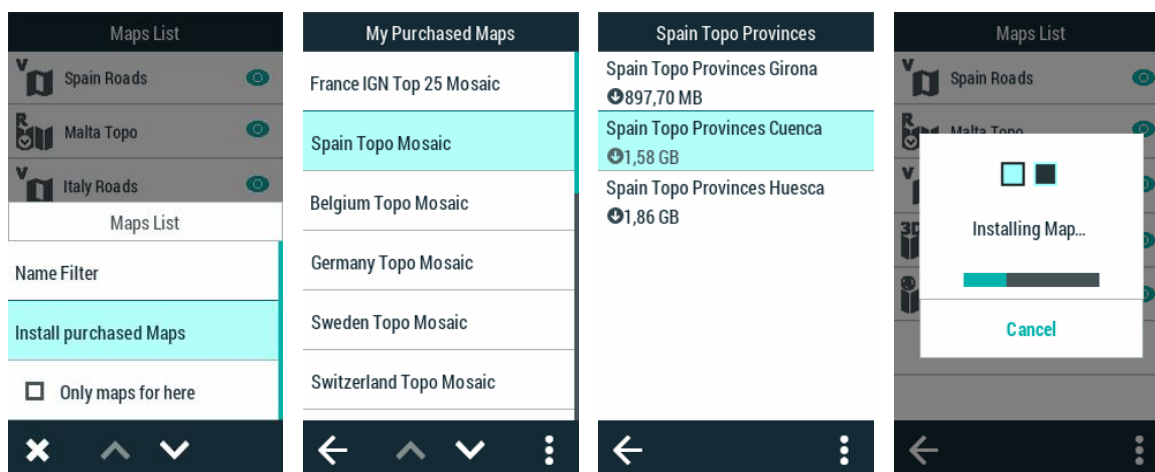 Maps List
V
Spain Roads
R
Malta Topo
V
Italy Roads
Maps List
Name Filter
Install purchased Maps
Only maps for here
My Purchased Maps
France IGN Top 25 Mosaic
Spain Topo Mosaic
Belgium Topo Mosaic
Germany Topo Mosaic
Sweden Topo Mosaic
Switzerland Topo Mosaic
Spain Topo Provinces
Spain Topo Provinces Girona
897,70 MB
Spain Topo Provinces Cuenca
1,58 GB
Spain Topo Provinces Huesca
1,86 GB
Maps List
V
Spain Roads
R
Malta Topo
V
3D
Installing Map...
Cancel